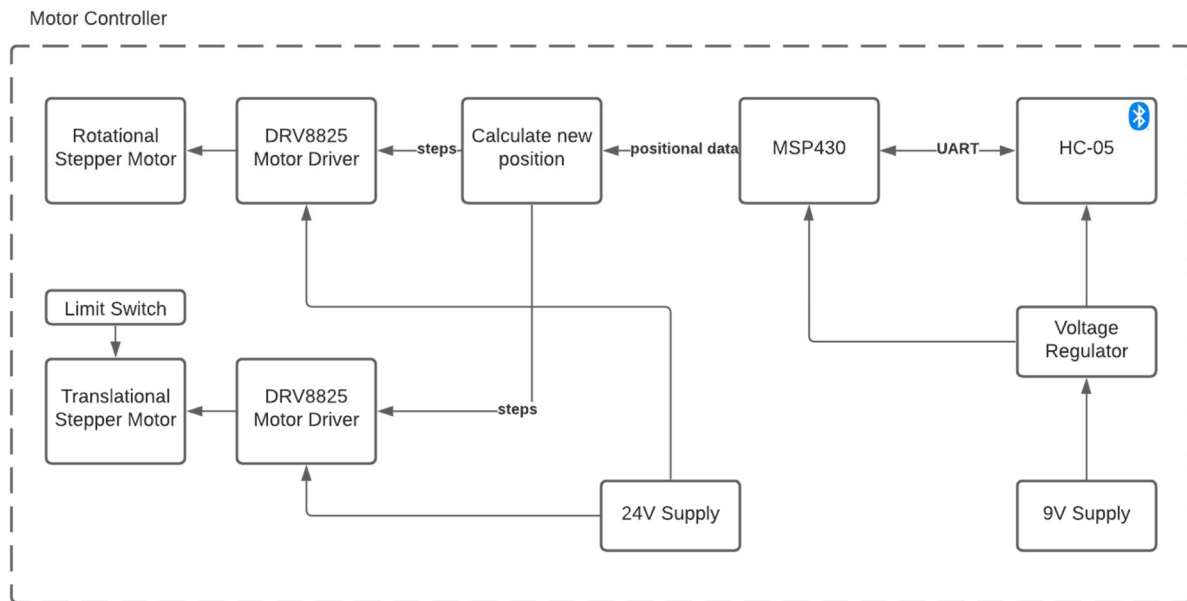 Motor Controller
Rotational
Stepper Motor
DRV8825
Motor Driver
steps
Calculate new
position
positional data
MSP430
UART
HC-05
Limit Switch
Translational
Stepper Motor
DRV8825
Motor Driver
steps
Voltage
Regulator
24V Supply
9V Supply